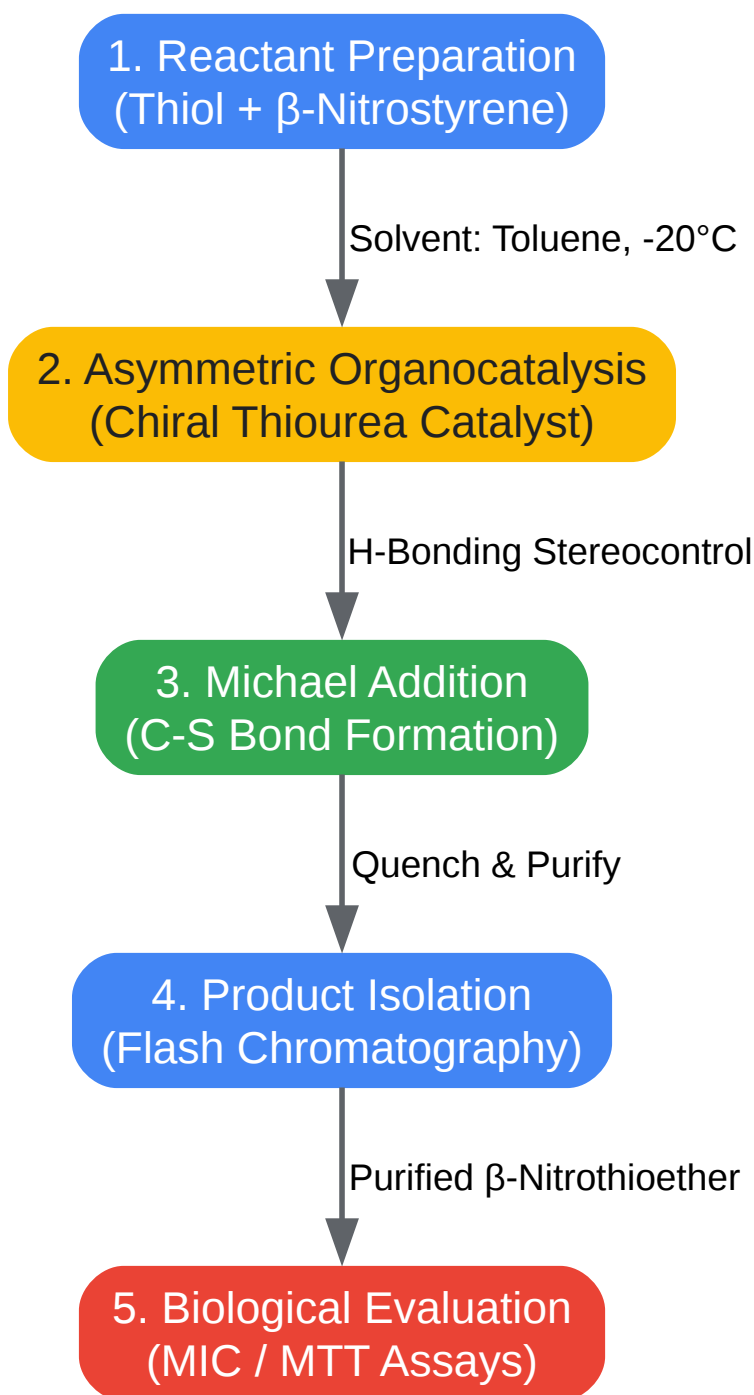 1. Reactant Preparation
(Thiol + β-Nitrostyrene)
Solvent: Toluene, -20°C
2. Asymmetric Organocatalysis
(Chiral Thiourea Catalyst)
H-Bonding Stereocontrol
3. Michael Addition
(C-S Bond Formation)
Quench & Purify
4. Product Isolation
(Flash Chromatography)
Purified β-Nitrothioether
5. Biological Evaluation
(MIC / MTT Assays)